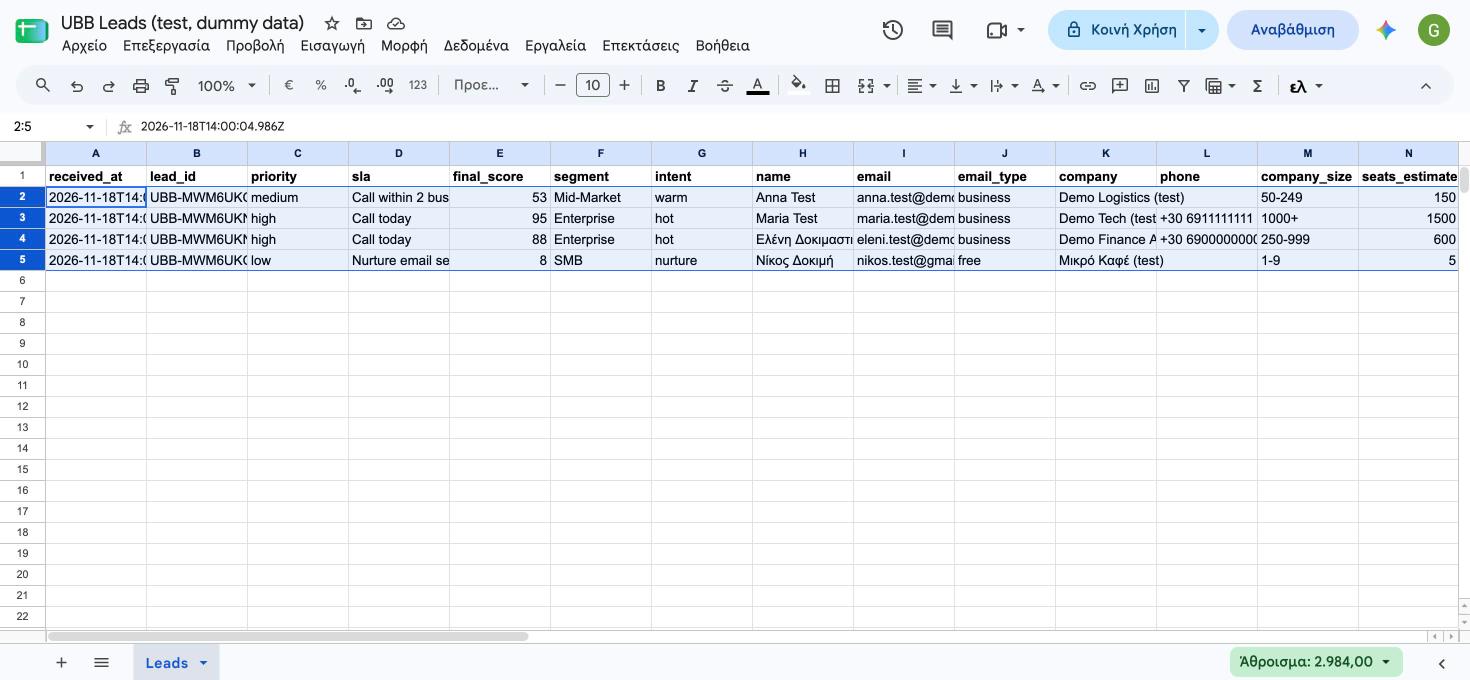 UBB Leads (test, dummy data)
Αρχείο Επεξεργασία Προβολή Εισαγωγή Μορφή Δεδομένα Εργαλεία Επεκτάσεις Βοήθεια
Κοινή Χρήση
Αναβάθμιση
G
100% € % .0 .00 123 Προε... 10 B I A Σ ελ
2:5 fx 2026-11-18T14:00:04.986Z
A B C D E F G H I J K L M N
1 received_at lead_id priority sla final_score segment intent name email email_type company phone company_size seats_estimate
2 2026-11-18T14:0 UBB-MWM6UK medium Call within 2 bus 53 Mid-Market warm Anna Test anna.test@demo business Demo Logistics (test) 50-249 150
3 2026-11-18T14:0 UBB-MWM6UKN high Call today 95 Enterprise hot Maria Test maria.test@dem business Demo Tech (test +30 6911111111 1000+ 1500
4 2026-11-18T14:0 UBB-MWM6UKN high Call today 88 Enterprise hot Ελένη Δοκιμαστι eleni.test@demo business Demo Finance A +30 6900000000 250-999 600
5 2026-11-18T14:0 UBB-MWM6UK low Nurture email se 8 SMB nurture Νίκος Δοκιμή nikos.test@gmai free Μικρό Καφέ (test) 1-9 5
6
7
8
9
10
11
12
13
14
15
16
17
18
19
20
21
22
Leads
Άθροισμα: 2.984,00